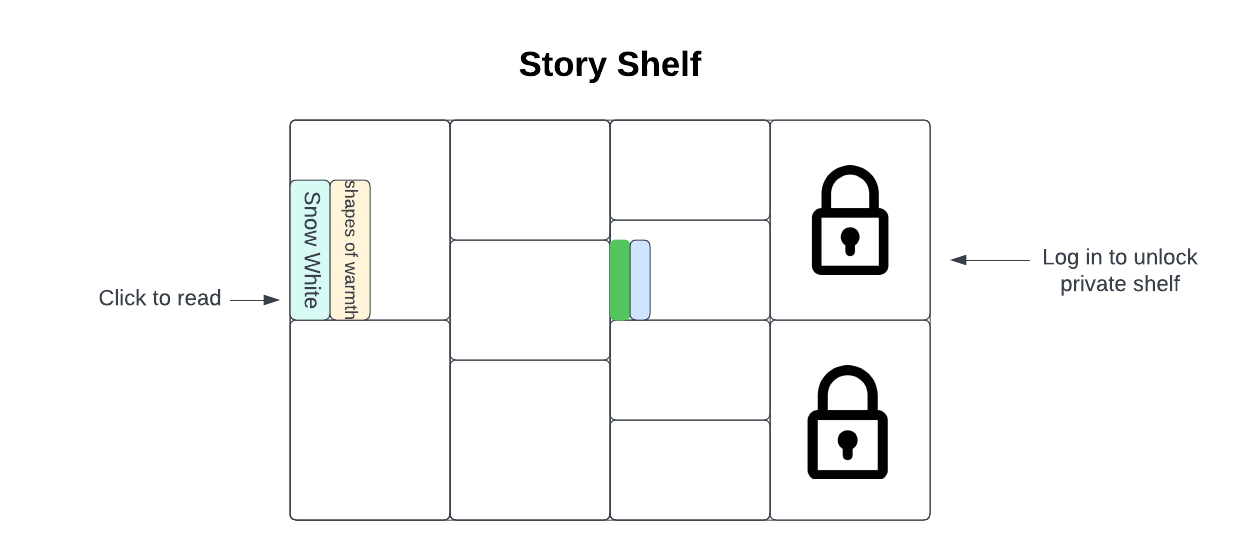 Story Shelf
Snow White
shapes of warmth
Click to read
Log in to unlock
private shelf